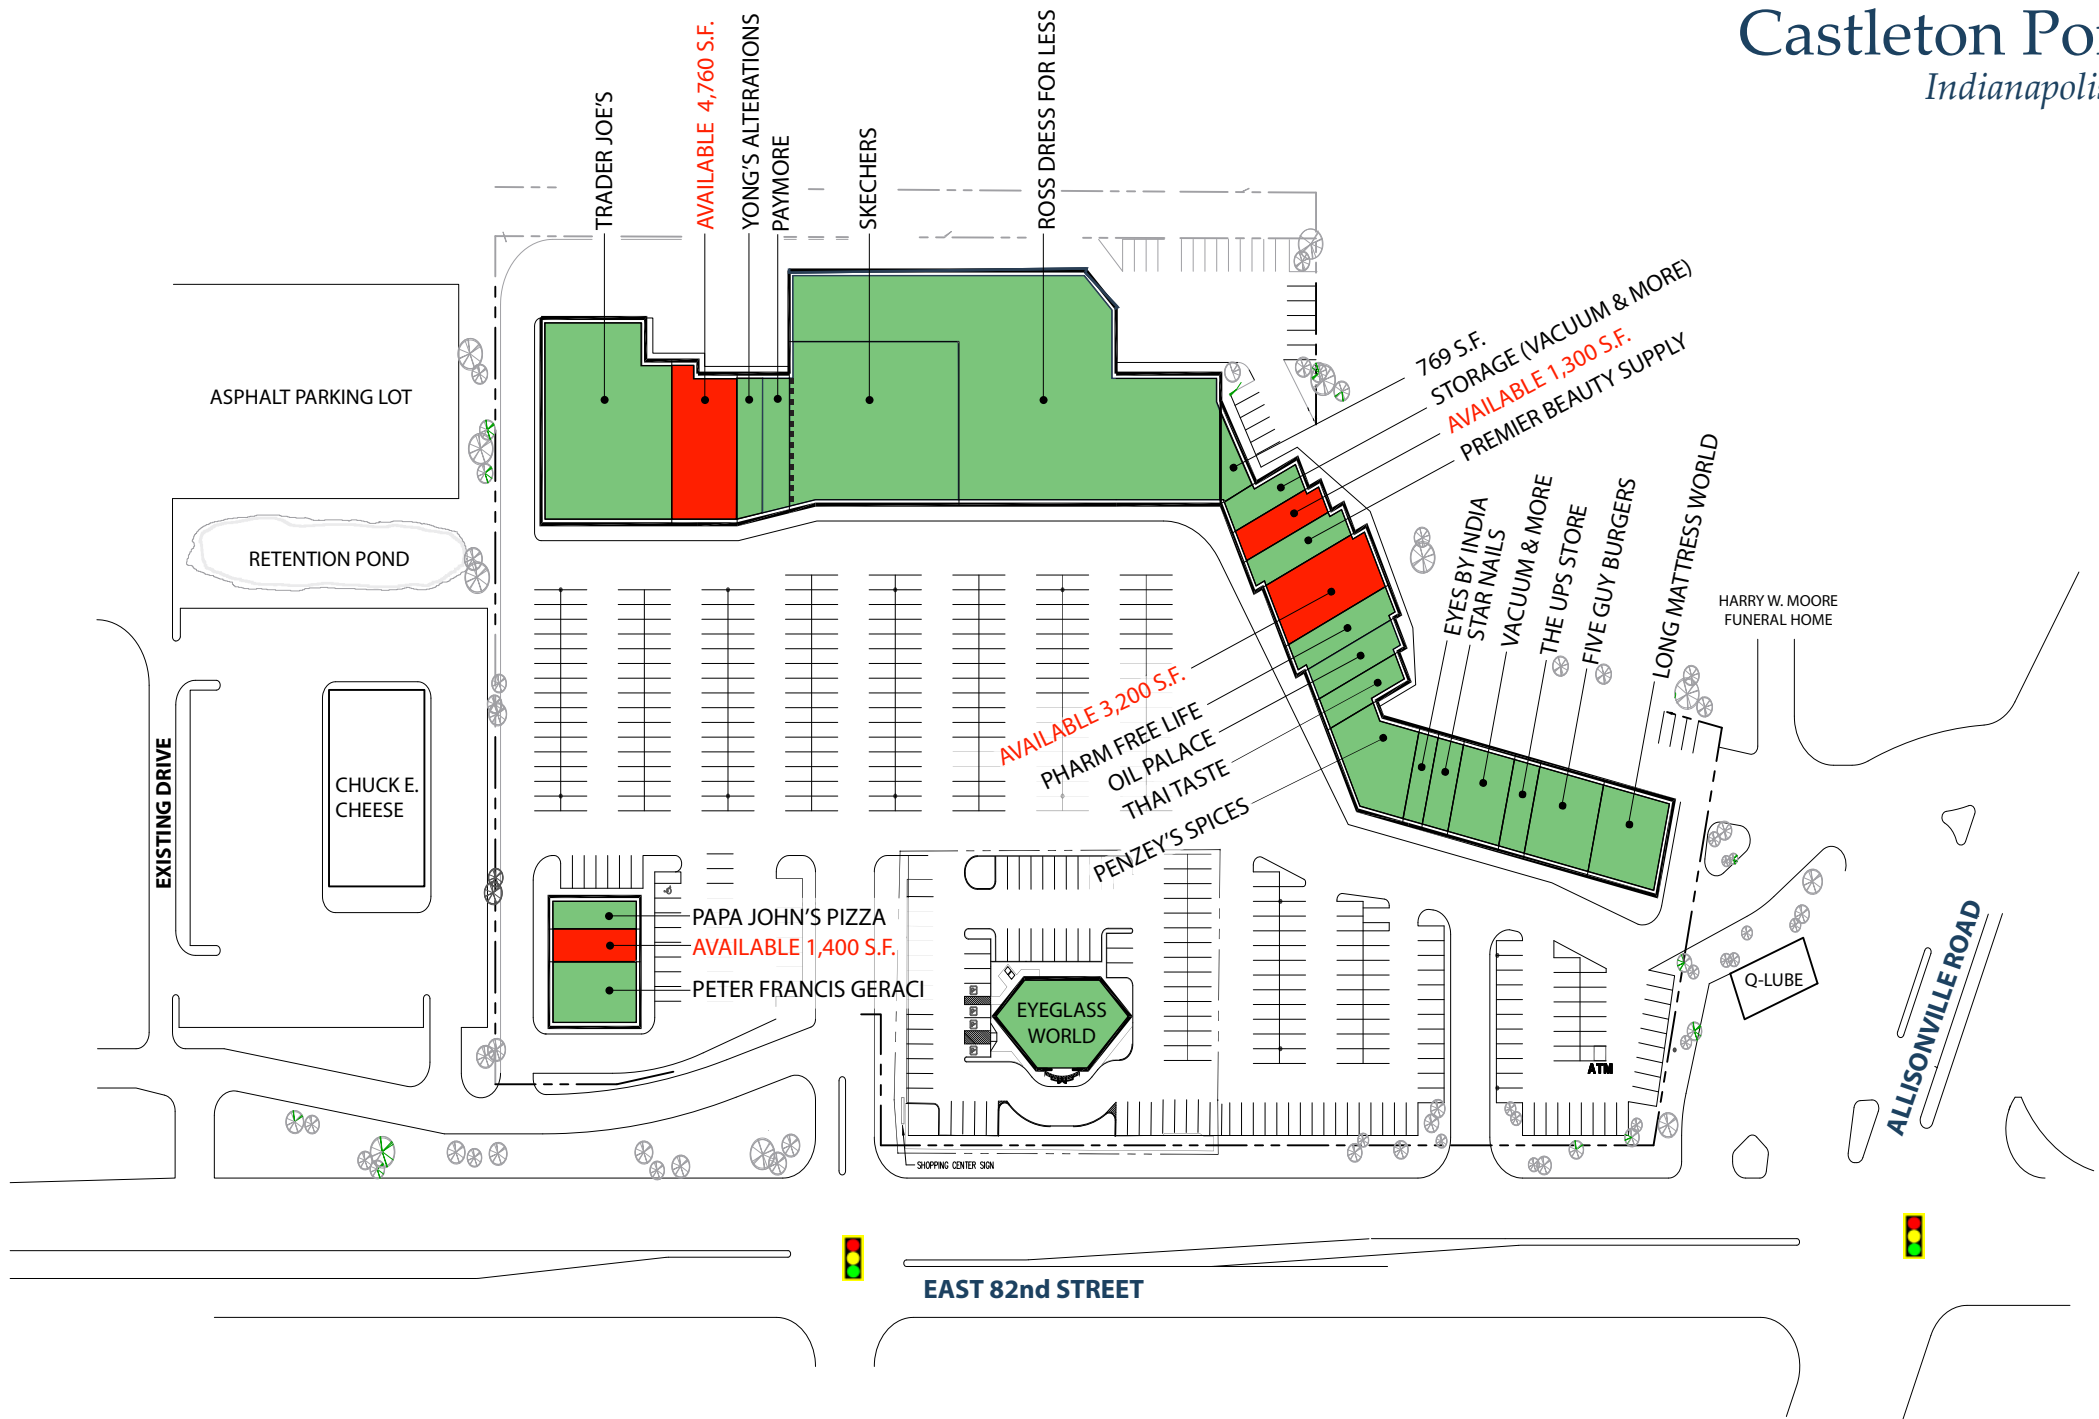 Castleton Po
Indianapolis
TRADER JOE'S
AVAILABLE 4,760 S.F.
YONG'S ALTERATIONS
PAYMORE
SKECHERS
ROSS DRESS FOR LESS
769 S.F.
STORAGE (VACUUM & MORE)
AVAILABLE 1,300 S.F.
PREMIER BEAUTY SUPPLY
EYES BY INDIA
STAR NAILS
VACUUM & MORE
THE UPS STORE
FIVE GUY BURGERS
LONG MATTRESS WORLD
ASPHALT PARKING LOT
RETENTION POND
HARRY W. MOORE
FUNERAL HOME
AVAILABLE 3,200 S.F.
PHARM FREE LIFE
OIL PALACE
THAI TASTE
PENZEY'S SPICES
EXISTING DRIVE
CHUCK E.
CHEESE
PAPA JOHN'S PIZZA
AVAILABLE 1,400 S.F.
PETER FRANCIS GERACI
EYEGLASS
WORLD
Q-LUBE
ATM
ALLISONVILLE ROAD
SHOPPING CENTER SIGN
EAST 82nd STREET